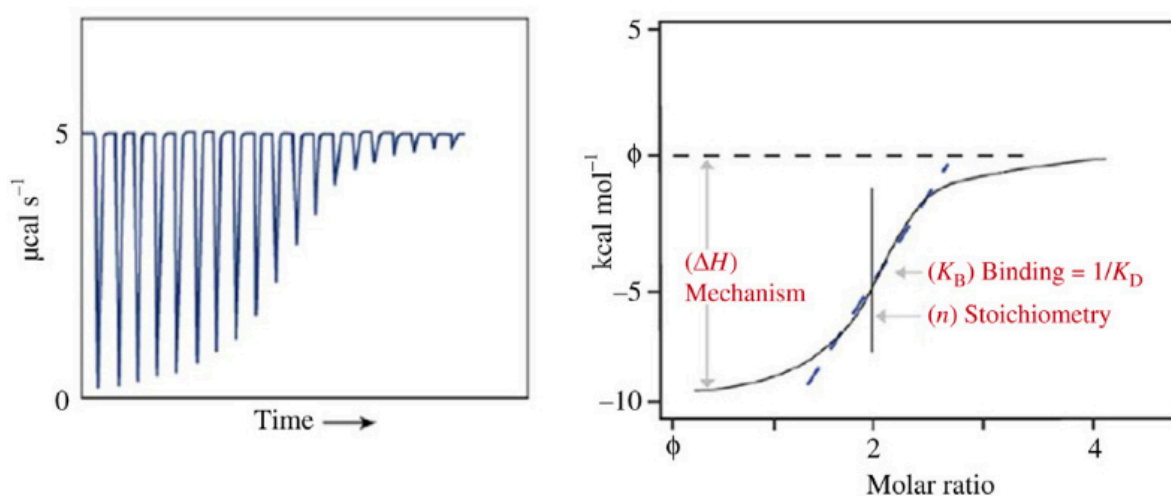 5
µcal s⁻¹
0
Time
5
ϕ
kcal mol⁻¹
(ΔH)
Mechanism
(K_B) Binding = 1/K_D
−5
(n) Stoichiometry
−10
ϕ
2
4
Molar ratio